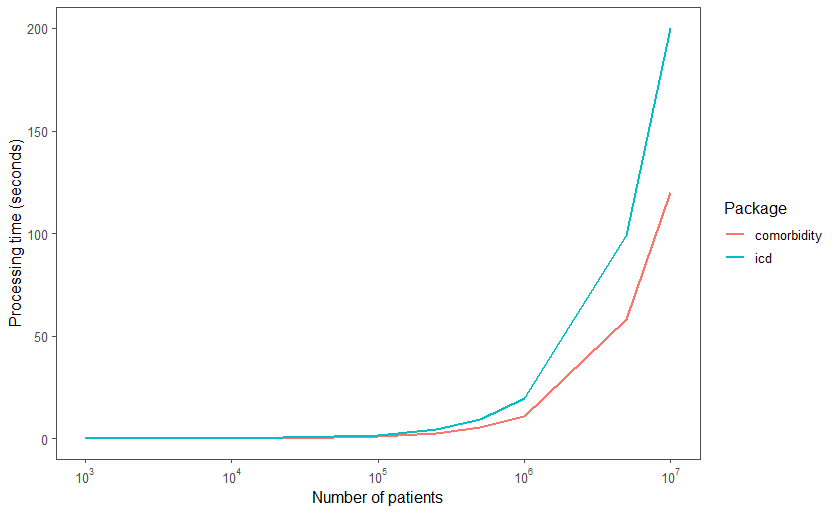 200
150
100
50
0
Processing time (seconds)
10³
10⁴
10⁵
10⁶
10⁷
Number of patients
Package
comorbidity
icd